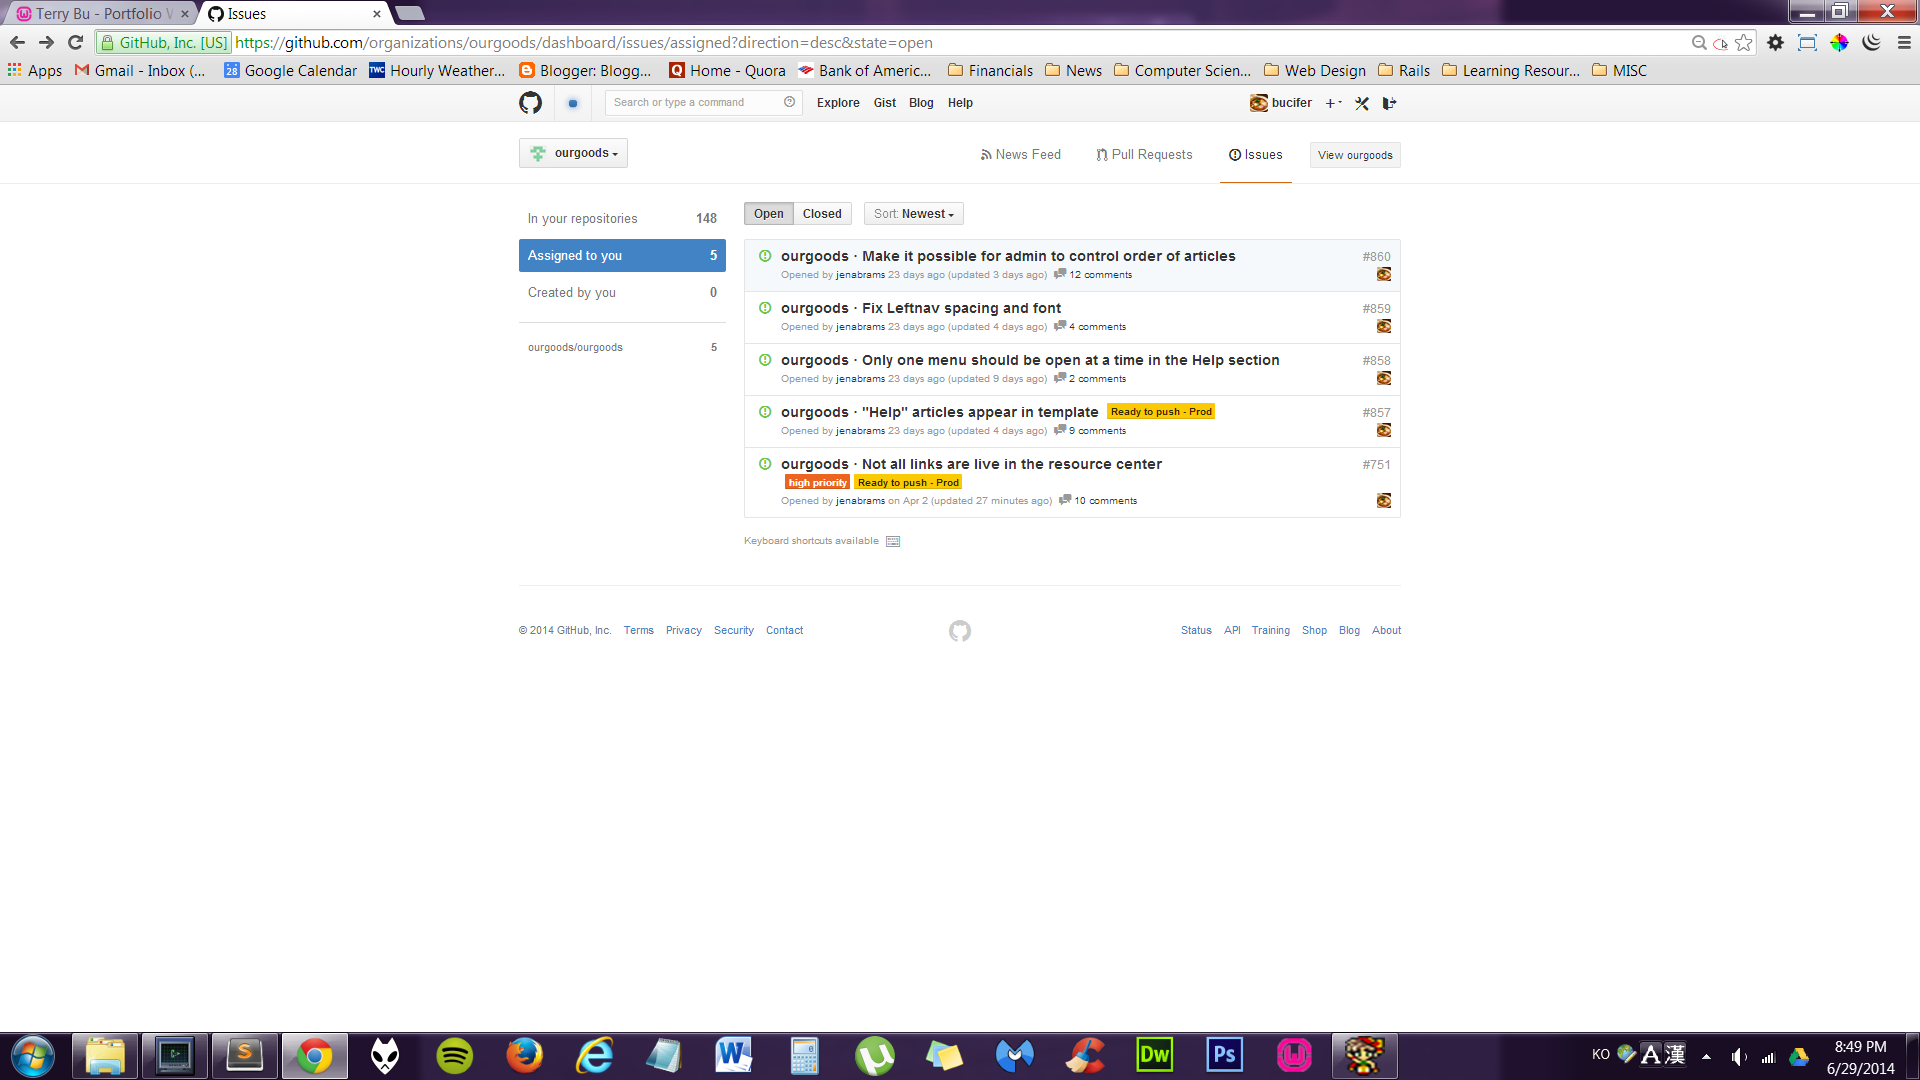 Terry Bu - Portfolio
Issues
GitHub, Inc. [US] https://github.com/organizations/ourgoods/dashboard/issues/assigned?direction=desc&state=open
Apps Gmail - Inbox (... 28 Google Calendar TWC Hourly Weather... Blogger: Blogg... Q Home - Quora Bank of Americ... Financials News Computer Scien... Web Design Rails Learning Resour... MISC
Search or type a command Explore Gist Blog Help bucifer
ourgoods News Feed Pull Requests Issues View ourgoods
In your repositories 148
Assigned to you 5
Created by you 0
ourgoods/ourgoods 5
Open Closed Sort: Newest
ourgoods · Make it possible for admin to control order of articles #860
Opened by jenabrams 23 days ago (updated 3 days ago) 12 comments
ourgoods · Fix Leftnav spacing and font #859
Opened by jenabrams 23 days ago (updated 4 days ago) 4 comments
ourgoods · Only one menu should be open at a time in the Help section #858
Opened by jenabrams 23 days ago (updated 9 days ago) 2 comments
ourgoods · "Help" articles appear in template Ready to push - Prod #857
Opened by jenabrams 23 days ago (updated 4 days ago) 9 comments
ourgoods · Not all links are live in the resource center #751
high priority Ready to push - Prod
Opened by jenabrams on Apr 2 (updated 27 minutes ago) 10 comments
Keyboard shortcuts available
© 2014 GitHub, Inc. Terms Privacy Security Contact Status API Training Shop Blog About
S W Dw Ps KO A 漢 8:49 PM
6/29/2014